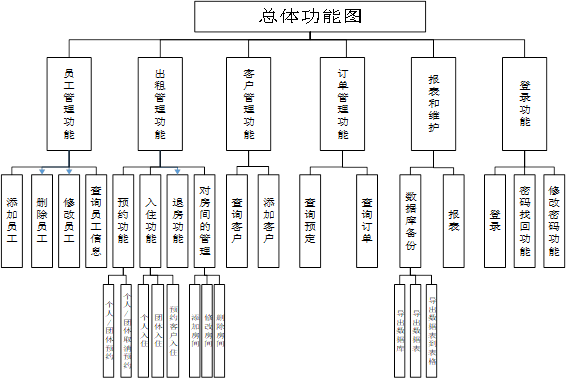 总体功能图
员工管理功能
出租管理功能
客户管理功能
订单管理功能
报表和维护
登录功能
添加员工
删除员工
修改员工
查询员工信息
预约功能
入住功能
退房功能
对房间的管理
查询客户
添加客户
查询预定
查询订单
数据库备份
报表
登录
密码找回功能
修改密码功能
个人/团体预约
个人/团体取消预约
个人入住
团体入住
预约客户入住
添加房间
修改房间
删除房间
导出数据库
导出数据表
导出数据表到表格